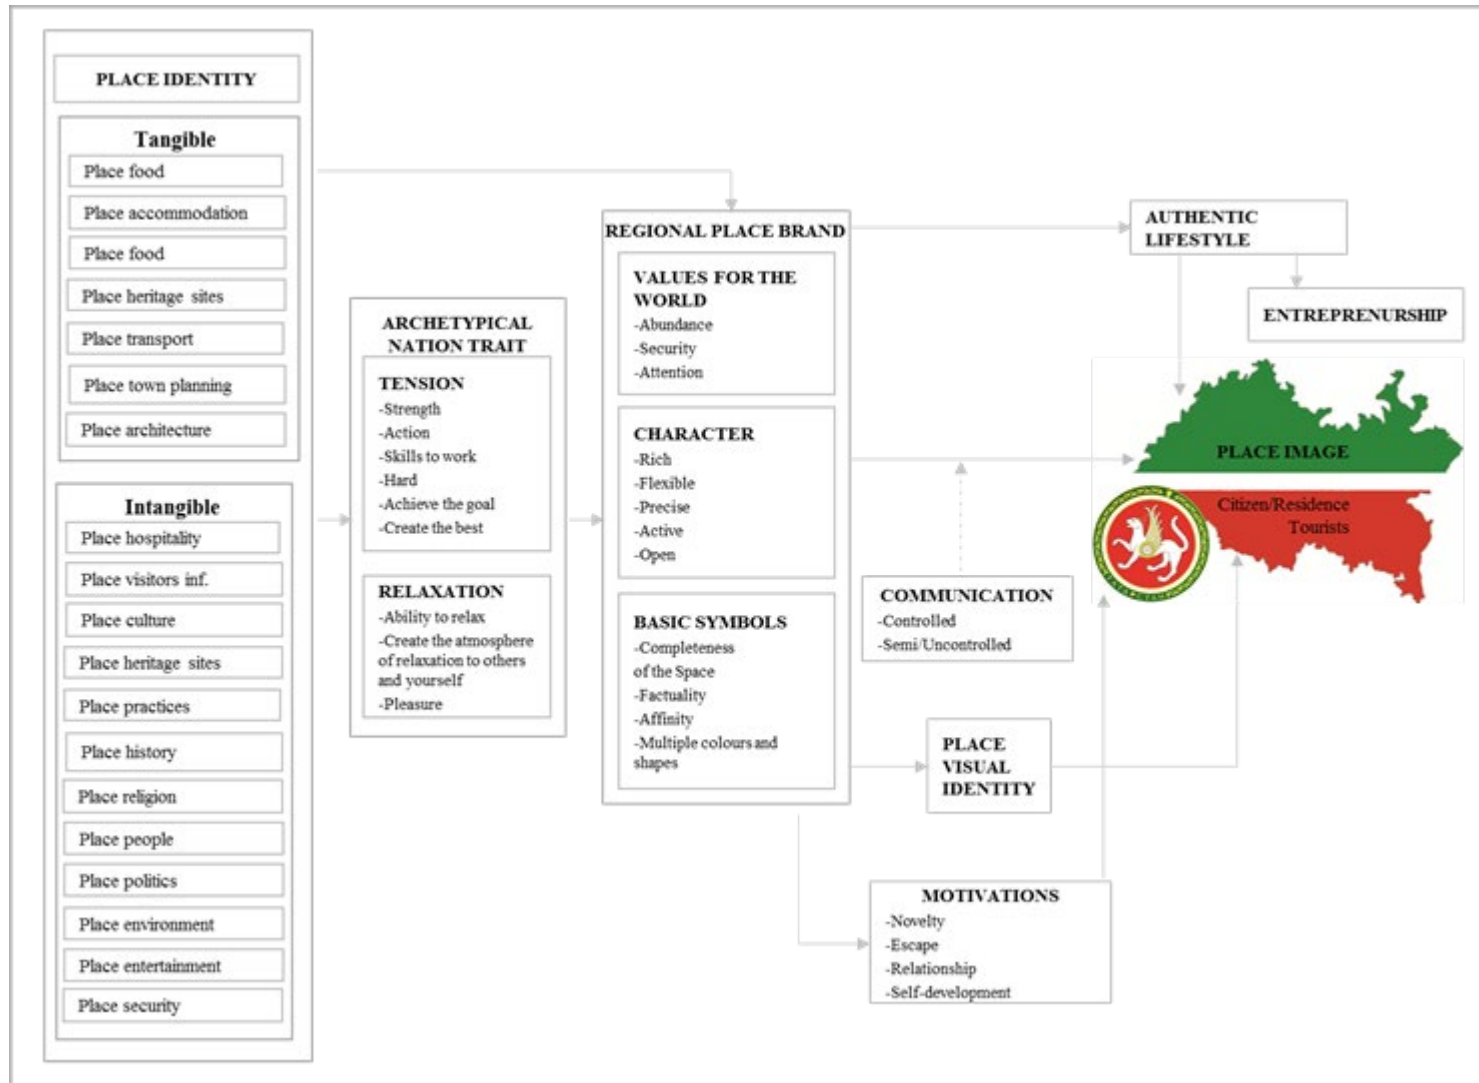 PLACE IDENTITY
Tangible
Place food
Place accommodation
Place food
Place heritage sites
Place transport
Place town planning
Place architecture
Intangible
Place hospitality
Place visitors inf.
Place culture
Place heritage sites
Place practices
Place history
Place religion
Place people
Place politics
Place environment
Place entertainment
Place security
ARCHETYPICAL
NATION TRAIT
TENSION
-Strength
-Action
-Skills to work
-Hard
-Achieve the goal
-Create the best
RELAXATION
-Ability to relax
-Create the atmosphere
of relaxation to others
and yourself
-Pleasure
REGIONAL PLACE BRAND
VALUES FOR THE
WORLD
-Abundance
-Security
-Attention
CHARACTER
-Rich
-Flexible
-Precise
-Active
-Open
BASIC SYMBOLS
-Completeness
of the Space
-Factuality
-Affinity
-Multiple colours and
shapes
COMMUNICATION
-Controlled
-Semi/Uncontrolled
PLACE
VISUAL
IDENTITY
MOTIVATIONS
-Novelty
-Escape
-Relationship
-Self-development
AUTHENTIC
LIFESTYLE
ENTREPRENURSHIP
PLACE IMAGE
Citizen/Residence
Tourists